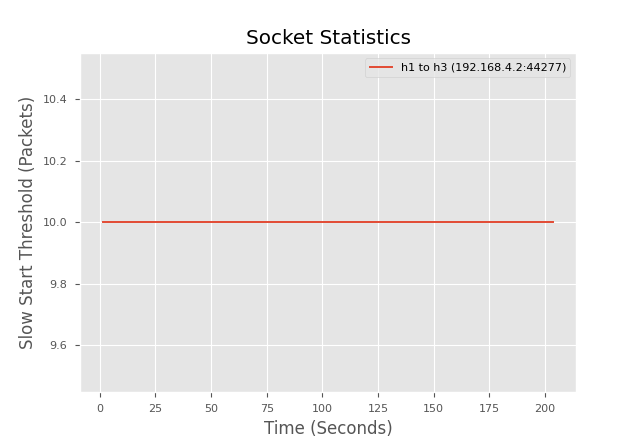 Socket Statistics
h1 to h3 (192.168.4.2:44277)
Slow Start Threshold (Packets)
10.4
10.2
10.0
9.8
9.6
0 25 50 75 100 125 150 175 200
Time (Seconds)